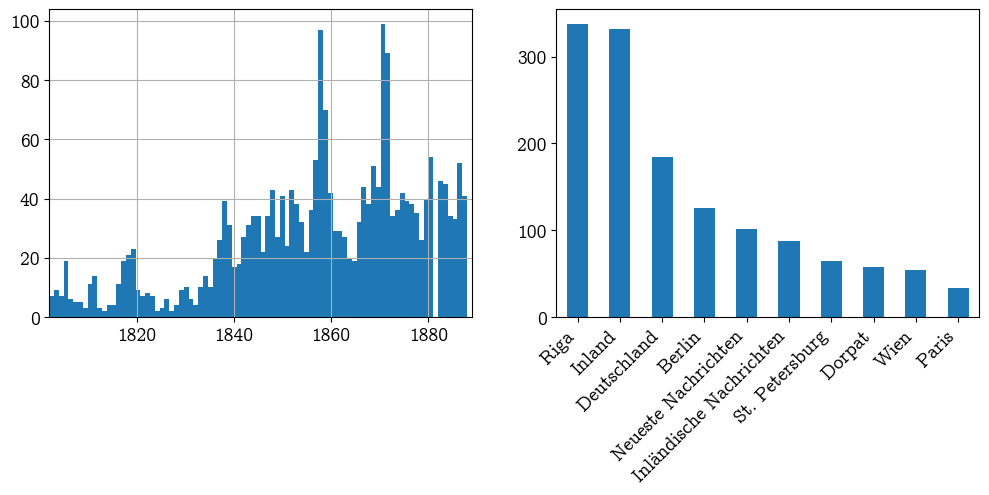 100
80
60
40
20
0
1820 1840 1860 1880
300
200
100
0
Riga
Inland
Deutschland
Berlin
Neueste Nachrichten
Inländische Nachrichten
St. Petersburg
Dorpat
Wien
Paris